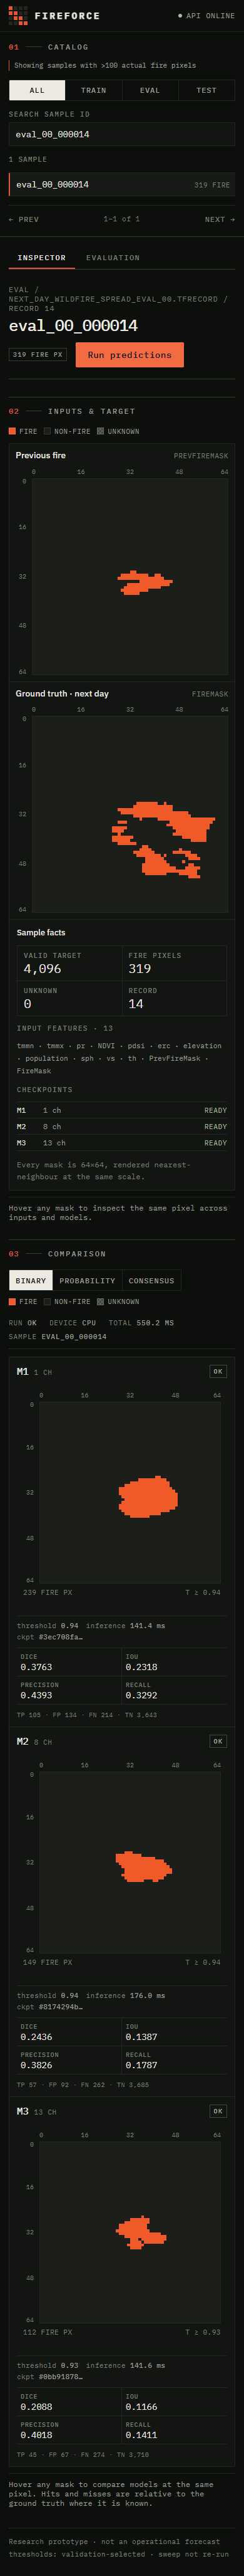 FIREFORCE
API ONLINE
01 CATALOG
Showing samples with >100 actual fire pixels
ALL TRAIN EVAL TEST
SEARCH SAMPLE ID
eval_00_000014
1 SAMPLE
eval_00_000014 319 FIRE
← PREV 1–1 of 1 NEXT →
INSPECTOR EVALUATION
EVAL /
NEXT_DAY_WILDFIRE_SPREAD_EVAL_00.TFRECORD /
RECORD 14
eval_00_000014
319 FIRE PX Run predictions
02 INPUTS & TARGET
FIRE NON-FIRE UNKNOWN
Previous fire PREVFIREMASK
0 16 32 48 64
0
16
32
48
64
Ground truth · next day FIREMASK
0 16 32 48 64
0
16
32
48
64
Sample facts
VALID TARGET FIRE PIXELS
4,096 319
UNKNOWN RECORD
0 14
INPUT FEATURES · 13
tmmn · tmmx · pr · NDVI · pdsi · erc · elevation
· population · sph · vs · th · PrevFireMask ·
FireMask
CHECKPOINTS
M1 1 ch READY
M2 8 ch READY
M3 13 ch READY
Every mask is 64×64, rendered nearest-
neighbour at the same scale.
Hover any mask to inspect the same pixel across
inputs and models.
03 COMPARISON
BINARY PROBABILITY CONSENSUS
FIRE NON-FIRE UNKNOWN
RUN OK DEVICE CPU TOTAL 550.2 MS
SAMPLE EVAL_00_000014
M1 1 CH OK
0 16 32 48 64
0
16
32
48
64
239 FIRE PX T ≥ 0.94
threshold 0.94 inference 141.4 ms
ckpt #3ec708fa…
DICE IOU
0.3763 0.2318
PRECISION RECALL
0.4393 0.3292
TP 105 · FP 134 · FN 214 · TN 3,643
M2 8 CH OK
0 16 32 48 64
0
16
32
48
64
149 FIRE PX T ≥ 0.94
threshold 0.94 inference 176.0 ms
ckpt #8174294b…
DICE IOU
0.2436 0.1387
PRECISION RECALL
0.3826 0.1787
TP 57 · FP 92 · FN 262 · TN 3,685
M3 13 CH OK
0 16 32 48 64
0
16
32
48
64
112 FIRE PX T ≥ 0.93
threshold 0.93 inference 141.6 ms
ckpt #0bb91878…
DICE IOU
0.2088 0.1166
PRECISION RECALL
0.4018 0.1411
TP 45 · FP 67 · FN 274 · TN 3,710
Hover any mask to compare models at the same
pixel. Hits and misses are relative to the
ground truth where it is known.
Research prototype · not an operational forecast
thresholds: validation-selected · sweep not re-run